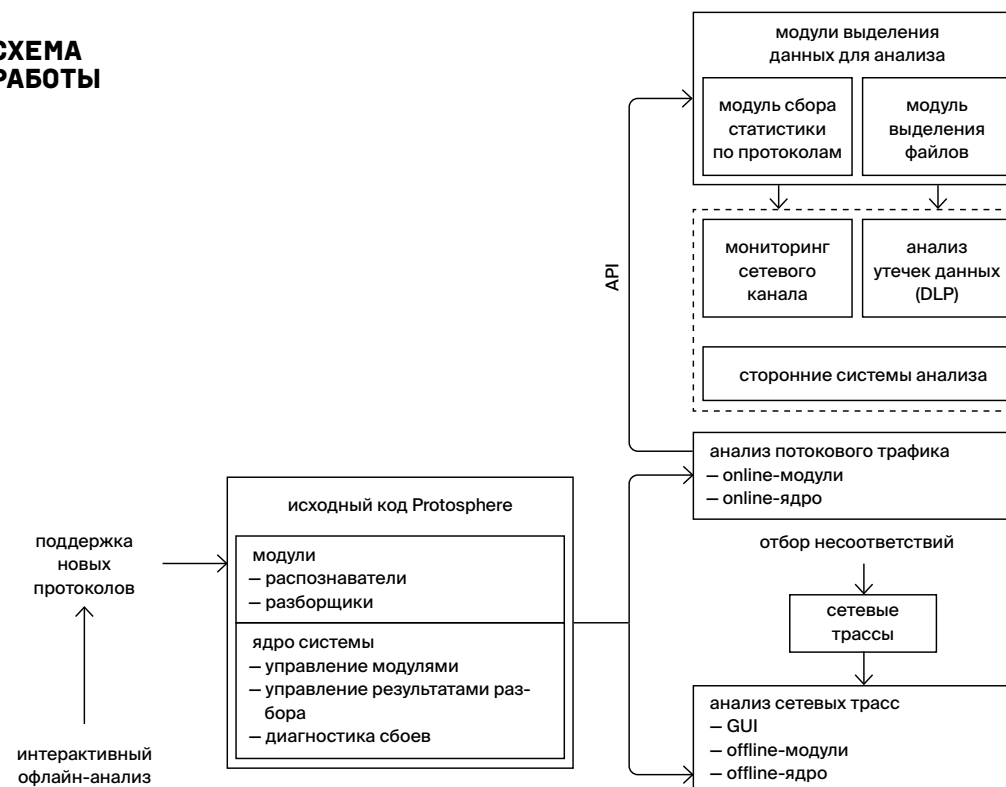 СХЕМА
РАБОТЫ
модули выделения
данных для анализа
модуль сбора
статистики
по протоколам
модуль
выделения
файлов
API
мониторинг
сетевого
канала
анализ
утечек данных
(DLP)
сторонние системы анализа
анализ потокового трафика
– online-модули
– online-ядро
отбор несоответствий
сетевые
трассы
анализ сетевых трасс
– GUI
– offline-модули
– offline-ядро
исходный код Protosphere
модули
– распознаватели
– разборщики
ядро системы
– управление модулями
– управление результатами раз-
бора
– диагностика сбоев
поддержка
новых
протоколов
интерактивный
офлайн-анализ